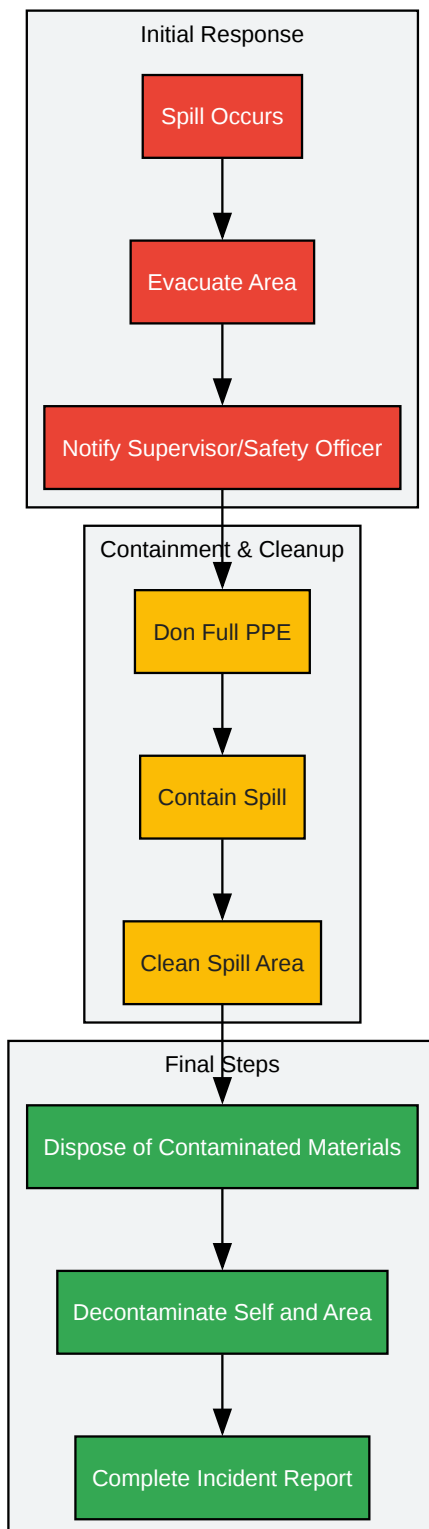 Initial Response
Spill Occurs
Evacuate Area
Notify Supervisor/Safety Officer
Containment & Cleanup
Don Full PPE
Contain Spill
Clean Spill Area
Final Steps
Dispose of Contaminated Materials
Decontaminate Self and Area
Complete Incident Report